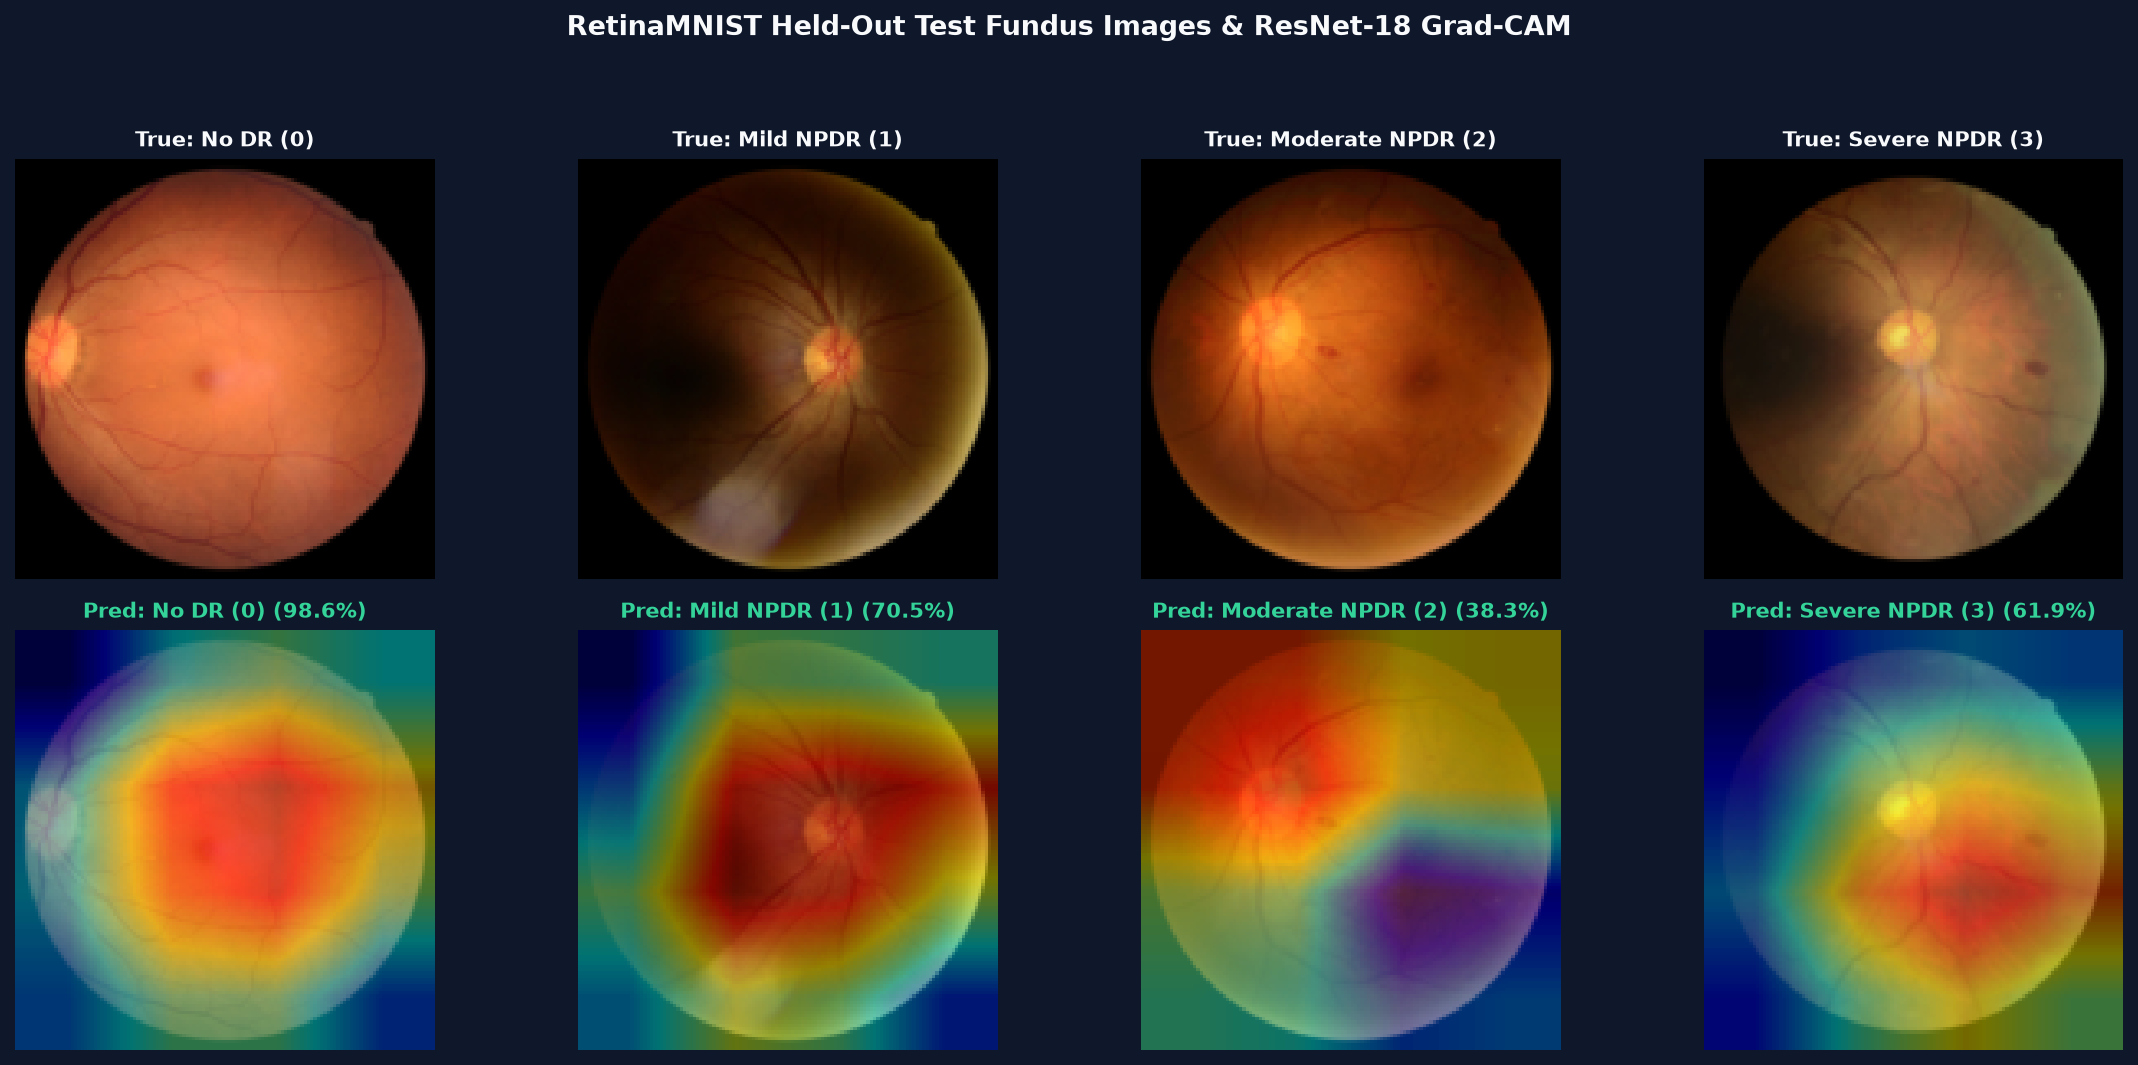 RetinaMNIST Held-Out Test Fundus Images & ResNet-18 Grad-CAM
True: No DR (0)
True: Mild NPDR (1)
True: Moderate NPDR (2)
True: Severe NPDR (3)
Pred: No DR (0) (98.6%)
Pred: Mild NPDR (1) (70.5%)
Pred: Moderate NPDR (2) (38.3%)
Pred: Severe NPDR (3) (61.9%)